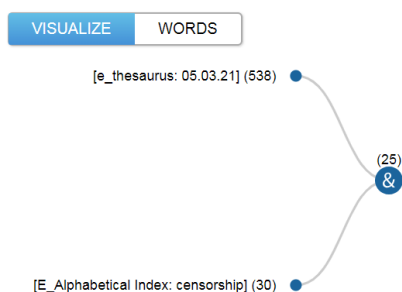 VISUALIZE WORDS
[e_thesaurus: 05.03.21] (538)
(25)
&
[E_Alphabetical Index: censorship] (30)